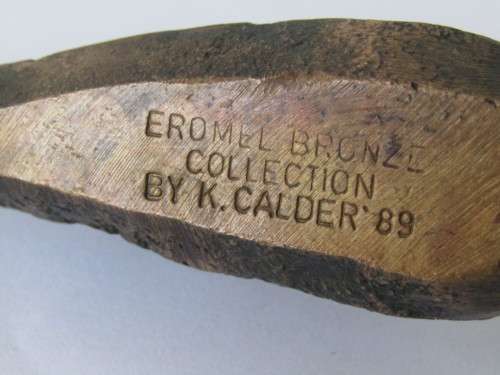 EROMEL BRONZE
COLLECTION
BY K. CALDER '89